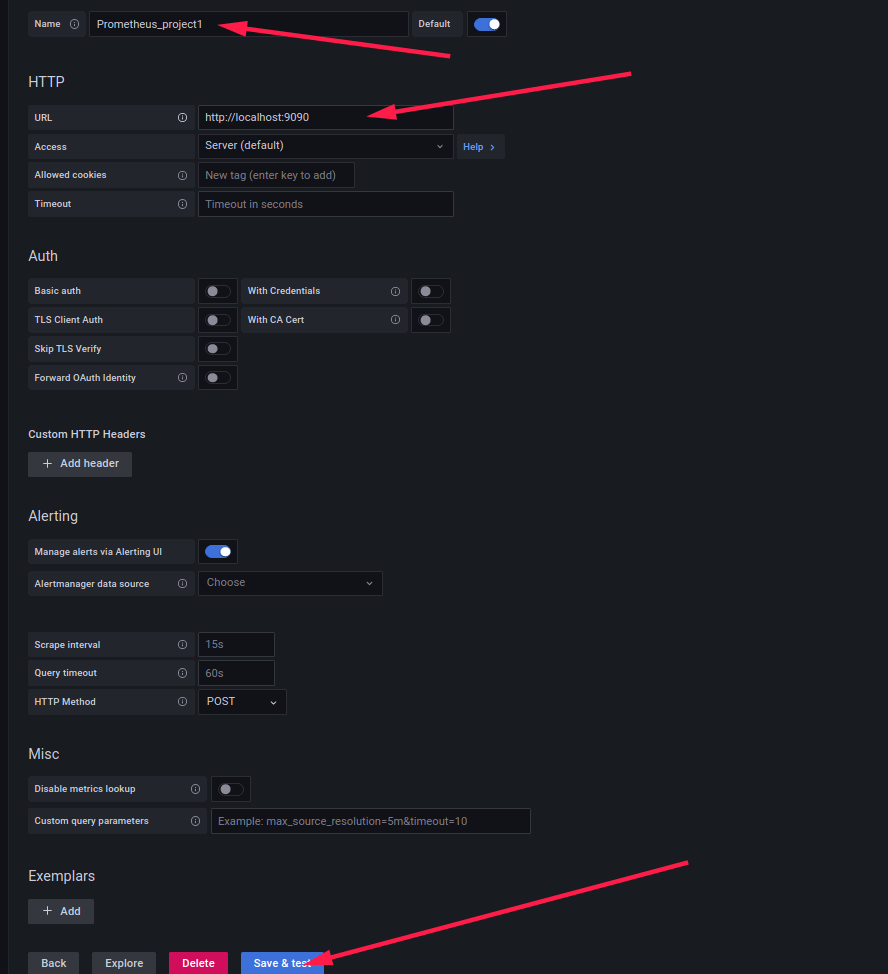 Name Prometheus_project1 Default
HTTP
URL http://localhost:9090
Access Server (default) Help >
Allowed cookies New tag (enter key to add)
Timeout Timeout in seconds
Auth
Basic auth With Credentials
TLS Client Auth With CA Cert
Skip TLS Verify
Forward OAuth Identity
Custom HTTP Headers
+ Add header
Alerting
Manage alerts via Alerting UI
Alertmanager data source Choose
Scrape interval 15s
Query timeout 60s
HTTP Method POST
Misc
Disable metrics lookup
Custom query parameters Example: max_source_resolution=5m&timeout=10
Exemplars
+ Add
Back Explore Delete Save & test